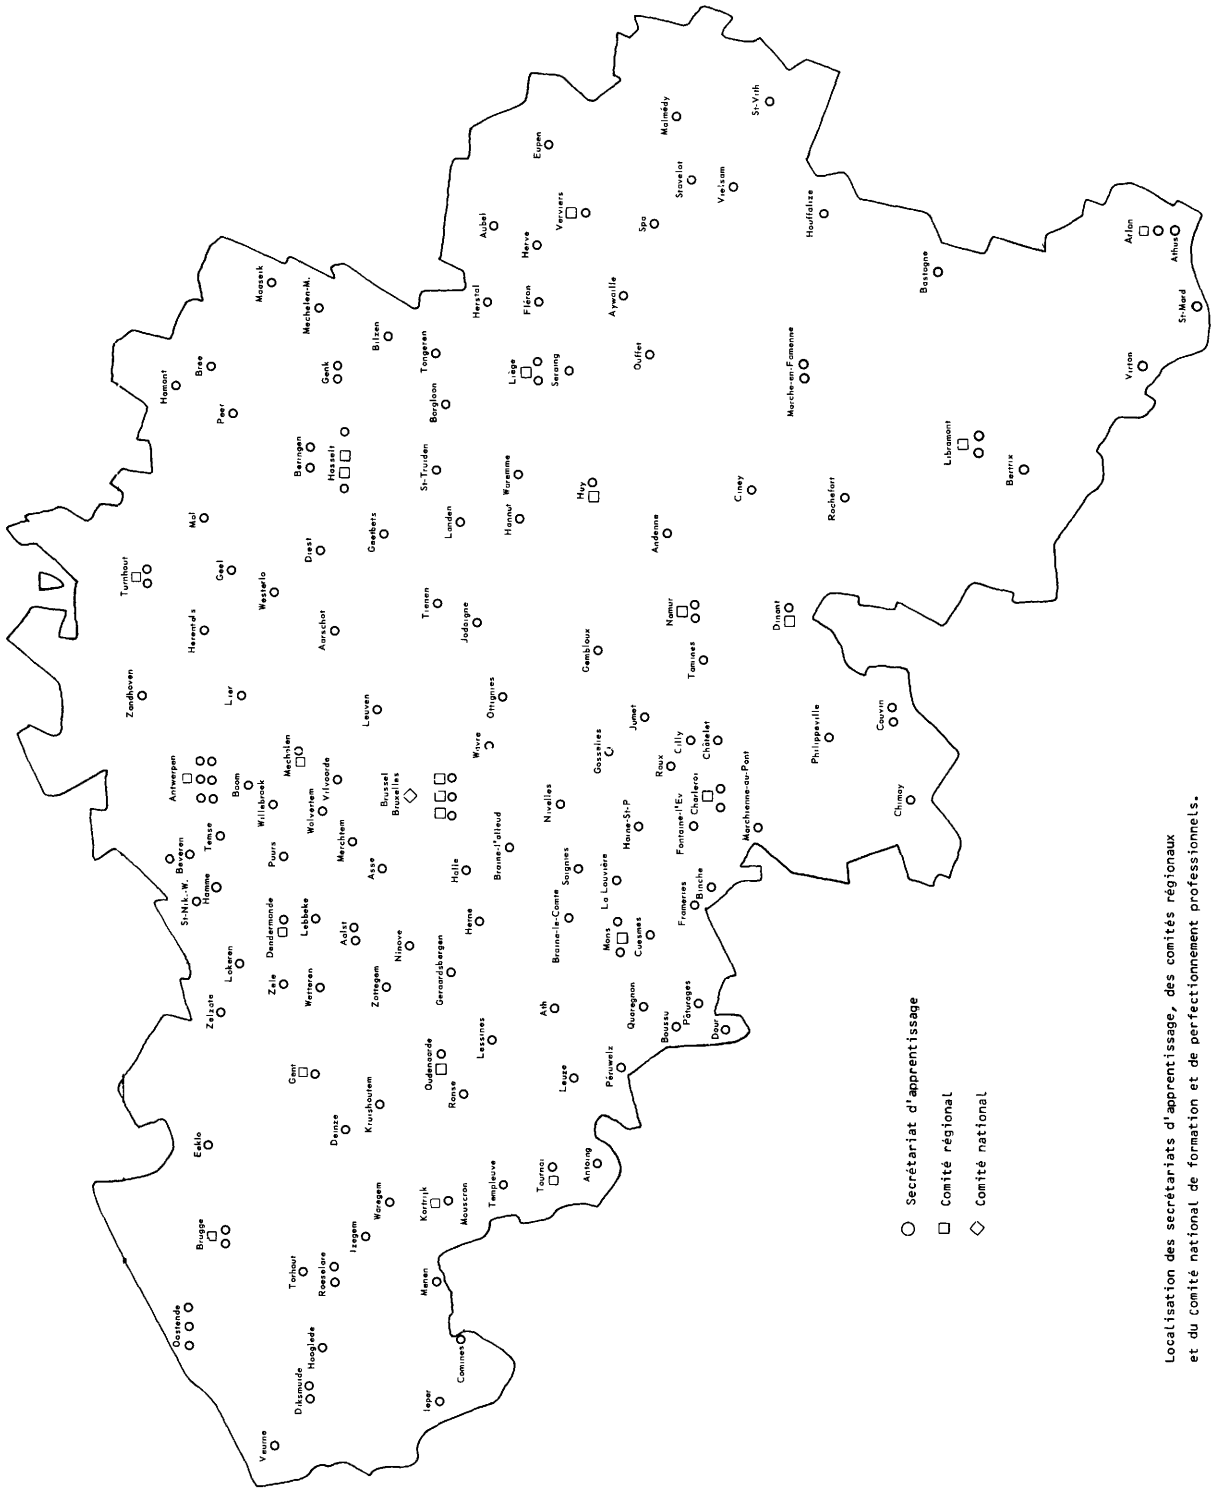 Veurne
Oostende
Diksmuide
Hooglede
Ieper
Comines
Brugge
Torhout
Roeselare
Izegem
Menen
Waregem
Kortrijk
Mouscron
Templeuve
Tournai
Antoing
Eeklo
Deinze
Kruishoutem
Gent
Oudenaarde
Ronse
Lessines
Leuze
Péruwelz
Zelzate
Lokeren
Zele
Wetteren
Zottegem
Geraardsbergen
Ath
Quaregnon
Boussu
Pâturages
Dour
St-Nik.-W.
Hamme
Beveren
Temse
Dendermonde
Lebbeke
Aalst
Ninove
Herne
Braine-le-Comte
Mons
Cuesmes
Frameries
Binche
La Louvière
Soignies
Puurs
Merchtem
Asse
Halle
Braine-l'alleud
Antwerpen
Boom
Willebroek
Wolvertem
Vilvoorde
Mechelen
Brussel
Bruxelles
Nivelles
Haine-St-P
Fontaine-l'Ev
Charleroi
Marchienne-au-Pont
Roux
Gilly
Châtelet
Gosselies
Jumet
Wavre
Ottignies
Zandhoven
Lier
Leuven
Herentals
Aarschot
Westerlo
Geel
Turnhout
Mol
Diest
Tienen
Jodoigne
Gembloux
Tamines
Namur
Dinant
Philippeville
Couvin
Chimay
Geetbets
Landen
Hannut
Waremme
Huy
Andenne
Ciney
Rochefort
Beringen
Hasselt
St-Truiden
Borgloon
Tongeren
Bilzen
Genk
Peer
Bree
Hamont
Maaseik
Mechelen-M.
Liège
Seraing
Herstal
Fléron
Herve
Aubel
Eupen
Verviers
Spa
Aywaille
Ouffet
Stavelot
Malmédy
St-Vith
Vielsam
Houffalize
Bastogne
Marche-en-Famenne
Libramont
Bertrix
Virton
St-Mard
Athus
Arlon
Secrétariat d'apprentissage
Comité régional
Comité national
Localisation des secrétariats d'apprentissage, des comités régionaux
et du comité national de formation et de perfectionnement professionnels.